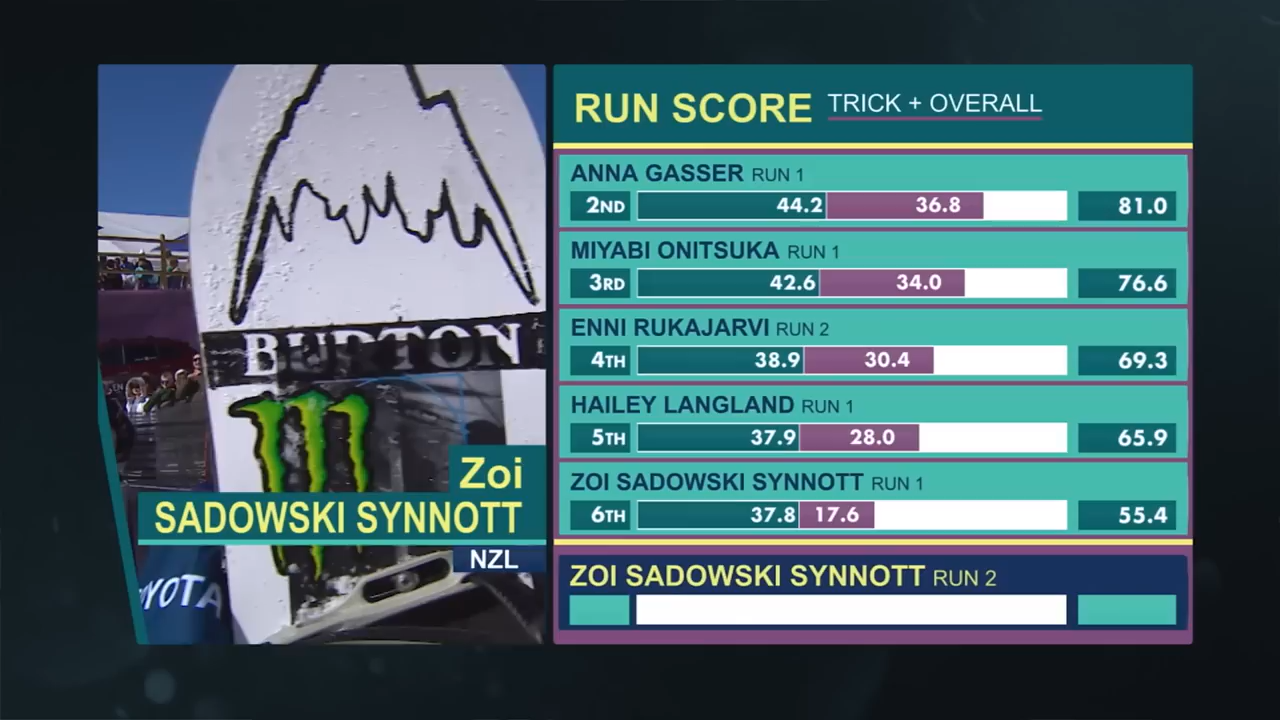 BURTON
Zoi
SADOWSKI SYNNOTT
NZL
RUN SCORE TRICK + OVERALL
ANNA GASSER RUN 1
2ND 44.2 36.8 81.0
MIYABI ONITSUKA RUN 1
3RD 42.6 34.0 76.6
ENNI RUKAJARVI RUN 2
4TH 38.9 30.4 69.3
HAILEY LANGLAND RUN 1
5TH 37.9 28.0 65.9
ZOI SADOWSKI SYNNOTT RUN 1
6TH 37.8 17.6 55.4
ZOI SADOWSKI SYNNOTT RUN 2